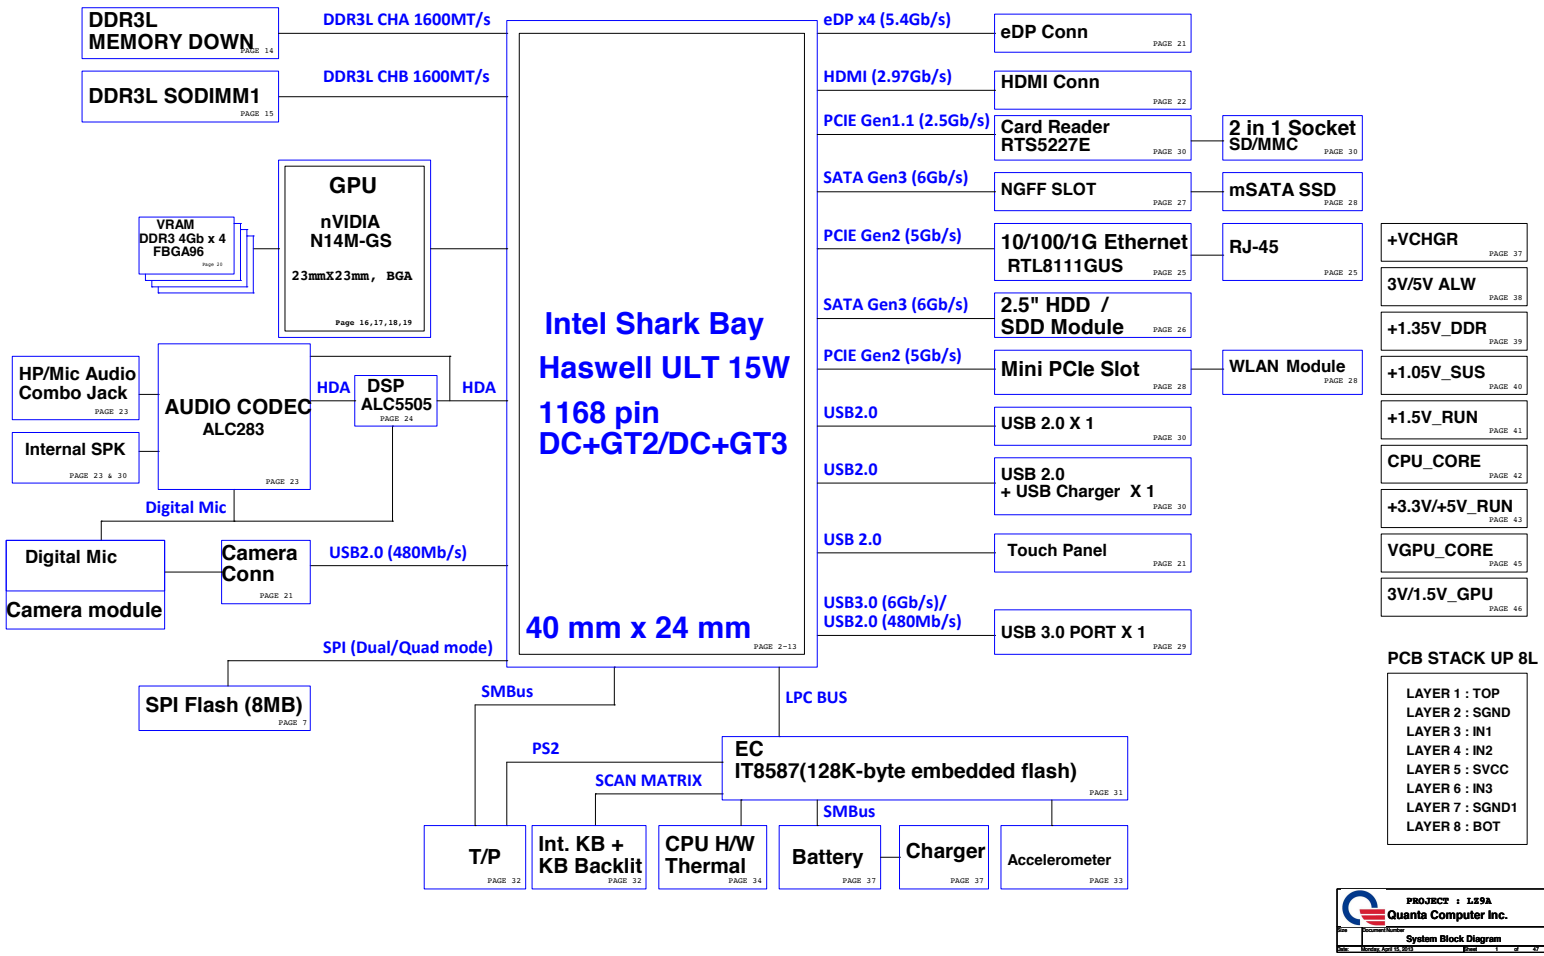 DDR3L
MEMORY DOWN
PAGE 14
DDR3L CHA 1600MT/s
DDR3L SODIMM1
PAGE 15
DDR3L CHB 1600MT/s
GPU
nVIDIA
N14M-GS
23mmX23mm, BGA
Page 16,17,18,19
VRAM
DDR3 4Gb x 4
FBGA96
Page 20
HP/Mic Audio
Combo Jack
PAGE 23
Internal SPK
PAGE 23 & 30
AUDIO CODEC
ALC283
PAGE 23
HDA
DSP
ALC5505
PAGE 24
HDA
Digital Mic
Digital Mic
Camera module
Camera
Conn
PAGE 21
USB2.0 (480Mb/s)
SPI (Dual/Quad mode)
SPI Flash (8MB)
PAGE 7
Intel Shark Bay
Haswell ULT 15W
1168 pin
DC+GT2/DC+GT3
40 mm x 24 mm
PAGE 2-13
eDP x4 (5.4Gb/s)
eDP Conn
PAGE 21
HDMI (2.97Gb/s)
HDMI Conn
PAGE 22
PCIE Gen1.1 (2.5Gb/s)
Card Reader
RTS5227E
PAGE 30
2 in 1 Socket
SD/MMC
PAGE 30
SATA Gen3 (6Gb/s)
NGFF SLOT
PAGE 27
mSATA SSD
PAGE 28
PCIE Gen2 (5Gb/s)
10/100/1G Ethernet
RTL8111GUS
PAGE 25
RJ-45
PAGE 25
SATA Gen3 (6Gb/s)
2.5" HDD /
SDD Module
PAGE 26
PCIE Gen2 (5Gb/s)
Mini PCIe Slot
PAGE 28
WLAN Module
PAGE 28
USB2.0
USB 2.0 X 1
PAGE 30
USB2.0
USB 2.0
+ USB Charger X 1
PAGE 30
USB 2.0
Touch Panel
PAGE 21
USB3.0 (6Gb/s)/
USB2.0 (480Mb/s)
USB 3.0 PORT X 1
PAGE 29
SMBus
LPC BUS
PS2
SCAN MATRIX
EC
IT8587(128K-byte embedded flash)
PAGE 31
SMBus
T/P
PAGE 32
Int. KB +
KB Backlit
PAGE 32
CPU H/W
Thermal
PAGE 34
Battery
PAGE 37
Charger
PAGE 37
Accelerometer
PAGE 33
+VCHGR
PAGE 37
3V/5V ALW
PAGE 38
+1.35V_DDR
PAGE 39
+1.05V_SUS
PAGE 40
+1.5V_RUN
PAGE 41
CPU_CORE
PAGE 42
+3.3V/+5V_RUN
PAGE 43
VGPU_CORE
PAGE 45
3V/1.5V_GPU
PAGE 46
PCB STACK UP 8L
LAYER 1 : TOP
LAYER 2 : SGND
LAYER 3 : IN1
LAYER 4 : IN2
LAYER 5 : SVCC
LAYER 6 : IN3
LAYER 7 : SGND1
LAYER 8 : BOT
PROJECT : LZ9A
Quanta Computer Inc.
Size
Document Number
System Block Diagram
Date: Monday, April 15, 2013
Sheet 1 of 47